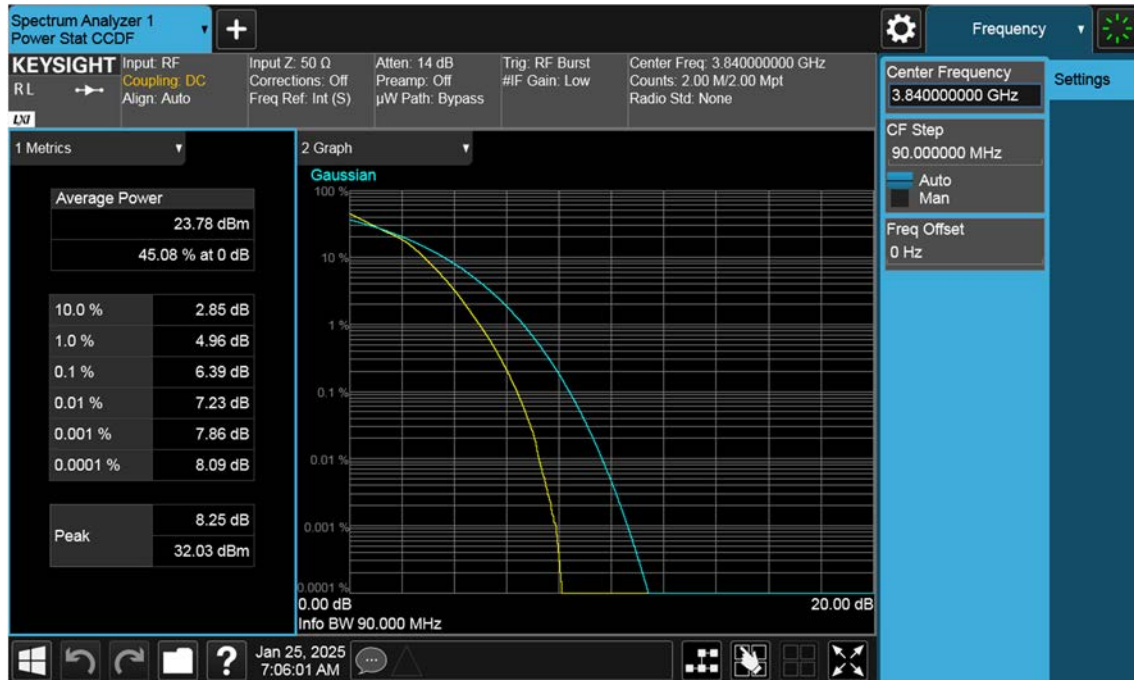 Spectrum Analyzer 1
Power Stat CCDF
+
Frequency
KEYSIGHT
R L
LXI
Input: RF
Coupling: DC
Align: Auto
Input Z: 50 Ω
Corrections: Off
Freq Ref: Int (S)
Atten: 14 dB
Preamp: Off
µW Path: Bypass
Trig: RF Burst
#IF Gain: Low
Center Freq: 3.840000000 GHz
Counts: 2.00 M/2.00 Mpt
Radio Std: None
Center Frequency
3.840000000 GHz
Settings
CF Step
90.000000 MHz
Auto
Man
Freq Offset
0 Hz
1 Metrics
Average Power
23.78 dBm
45.08 % at 0 dB
10.0 % 2.85 dB
1.0 % 4.96 dB
0.1 % 6.39 dB
0.01 % 7.23 dB
0.001 % 7.86 dB
0.0001 % 8.09 dB
Peak
8.25 dB
32.03 dBm
2 Graph
Gaussian
100 %
10 %
1 %
0.1 %
0.01 %
0.001 %
0.0001 %
0.00 dB 20.00 dB
Info BW 90.000 MHz
?
Jan 25, 2025
7:06:01 AM